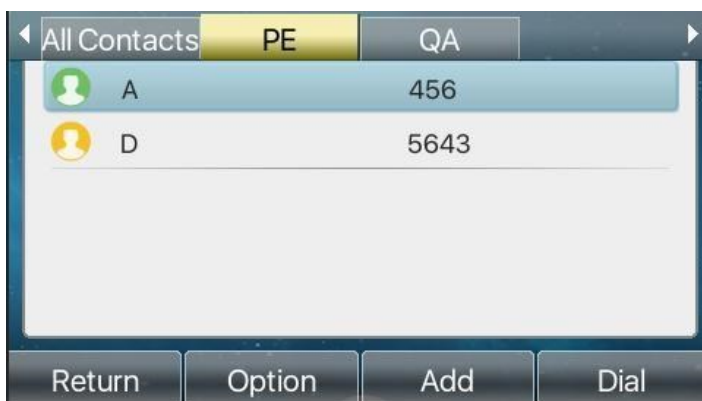 All Contacts PE QA
A 456
D 5643
Return Option Add Dial